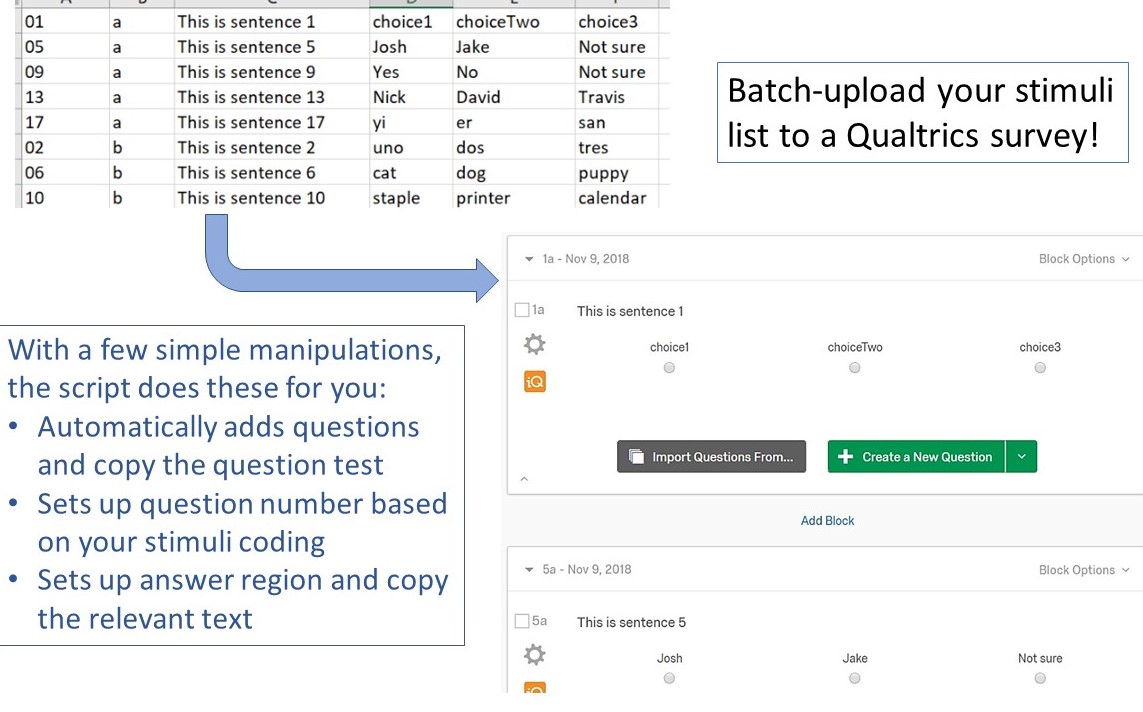 01 a This is sentence 1 choice1 choiceTwo choice3
05 a This is sentence 5 Josh Jake Not sure
09 a This is sentence 9 Yes No Not sure
13 a This is sentence 13 Nick David Travis
17 a This is sentence 17 yi er san
02 b This is sentence 2 uno dos tres
06 b This is sentence 6 cat dog puppy
10 b This is sentence 10 staple printer calendar
Batch-upload your stimuli
list to a Qualtrics survey!
With a few simple manipulations,
the script does these for you:
• Automatically adds questions
and copy the question test
• Sets up question number based
on your stimuli coding
• Sets up answer region and copy
the relevant text
1a - Nov 9, 2018 Block Options
1a This is sentence 1
choice1 choiceTwo choice3
iQ
Import Questions From... Create a New Question
Add Block
5a - Nov 9, 2018 Block Options
5a This is sentence 5
Josh Jake Not sure